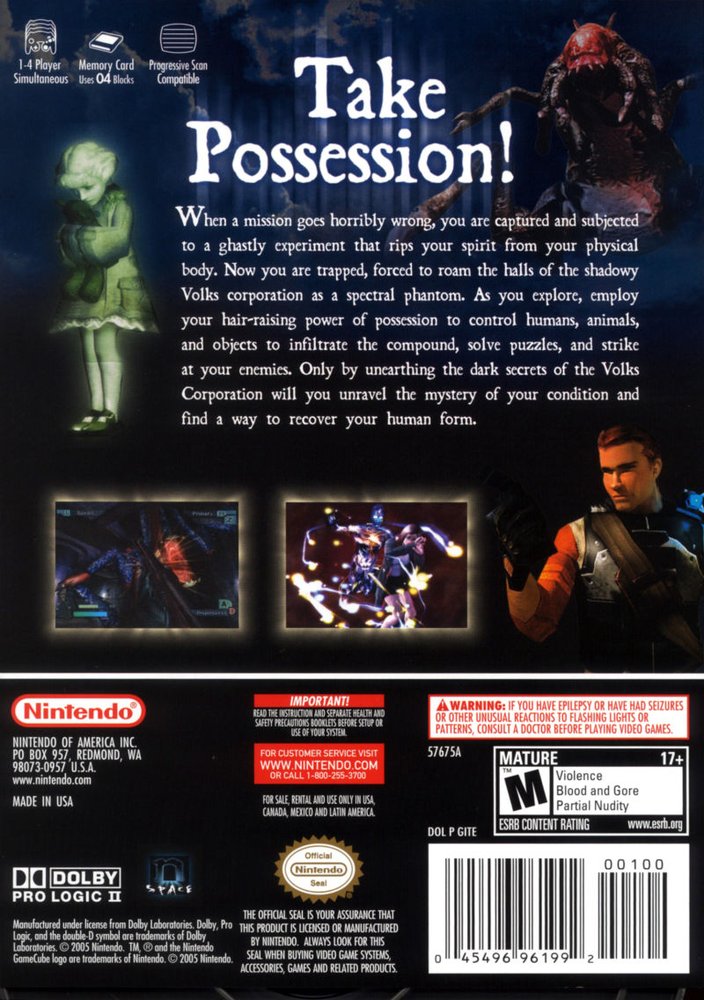 1-4 Player
Simultaneous
Memory Card
Uses 04 Blocks
Progressive Scan
Compatible
Take
Possession!
When a mission goes horribly wrong, you are captured and subjected
to a ghastly experiment that rips your spirit from your physical
body. Now you are trapped, forced to roam the halls of the shadowy
Volks corporation as a spectral phantom. As you explore, employ
your hair-raising power of possession to control humans, animals,
and objects to infiltrate the compound, solve puzzles, and strike
at your enemies. Only by unearthing the dark secrets of the Volks
Corporation will you unravel the mystery of your condition and
find a way to recover your human form.
Nintendo®
NINTENDO OF AMERICA INC.
PO BOX 957, REDMOND, WA
98073-0957 U.S.A.
www.nintendo.com
MADE IN USA
DOLBY
PRO LOGIC II
n
SPACE
Manufactured under license from Dolby Laboratories. Dolby, Pro
Logic, and the double-D symbol are trademarks of Dolby
Laboratories. © 2005 Nintendo. TM, ® and the Nintendo
GameCube logo are trademarks of Nintendo. © 2005 Nintendo.
IMPORTANT!
READ THE INSTRUCTION AND SEPARATE HEALTH AND
SAFETY PRECAUTIONS BOOKLETS BEFORE SETUP OR
USE OF YOUR SYSTEM.
FOR CUSTOMER SERVICE VISIT
WWW.NINTENDO.COM
OR CALL 1-800-255-3700
FOR SALE, RENTAL AND USE ONLY IN USA,
CANADA, MEXICO AND LATIN AMERICA.
Official
Nintendo
Seal
THE OFFICIAL SEAL IS YOUR ASSURANCE THAT
THIS PRODUCT IS LICENSED OR MANUFACTURED
BY NINTENDO. ALWAYS LOOK FOR THIS
SEAL WHEN BUYING VIDEO GAME SYSTEMS,
ACCESSORIES, GAMES AND RELATED PRODUCTS.
WARNING: IF YOU HAVE EPILEPSY OR HAVE HAD SEIZURES
OR OTHER UNUSUAL REACTIONS TO FLASHING LIGHTS OR
PATTERNS, CONSULT A DOCTOR BEFORE PLAYING VIDEO GAMES.
57675A
MATURE 17+
M
TM
Violence
Blood and Gore
Partial Nudity
ESRB CONTENT RATING www.esrb.org
DOL P GITE
00100
0 45496 96199 2